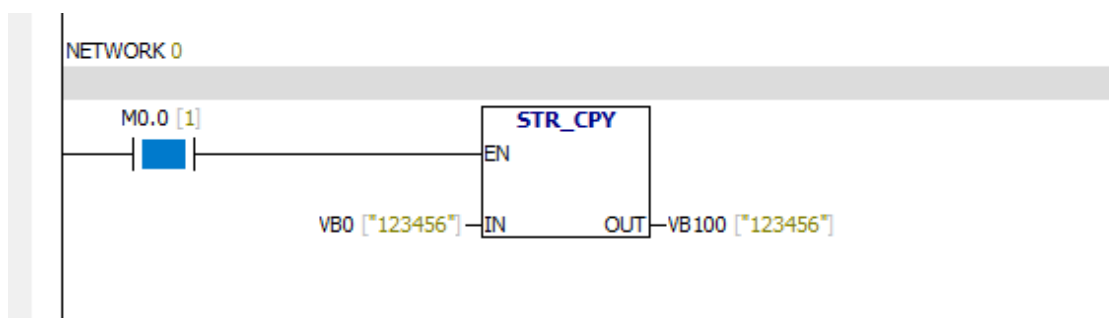 NETWORK 0
M0.0 [1]
STR_CPY
EN
VB0 ["123456"] IN OUT VB100 ["123456"]